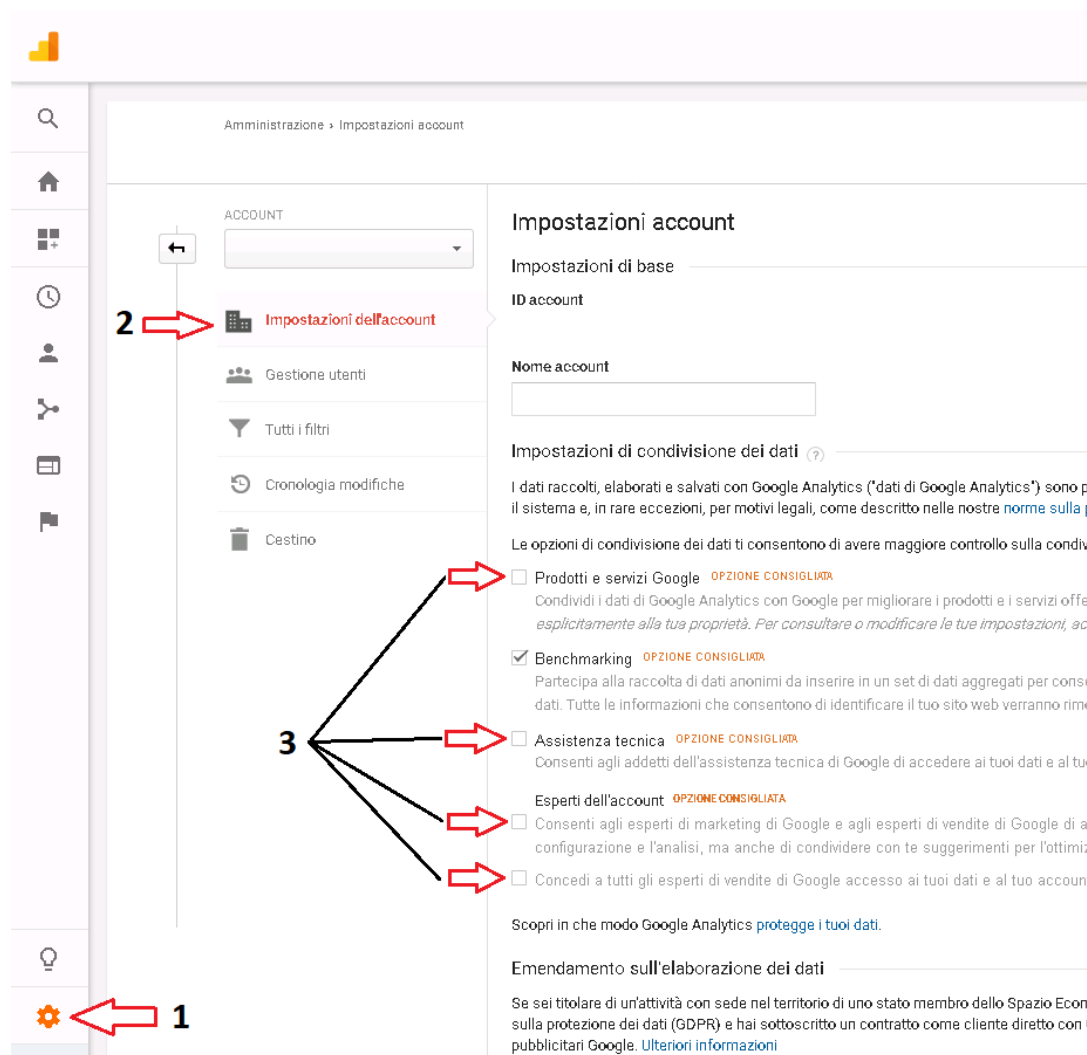 Amministrazione › Impostazioni account
ACCOUNT
2
Impostazioni dell'account
Gestione utenti
Tutti i filtri
Cronologia modifiche
Cestino
3
1
Impostazioni account
Impostazioni di base
ID account
Nome account
Impostazioni di condivisione dei dati ?
I dati raccolti, elaborati e salvati con Google Analytics ("dati di Google Analytics") sono
il sistema e, in rare eccezioni, per motivi legali, come descritto nelle nostre norme sulla
Le opzioni di condivisione dei dati ti consentono di avere maggiore controllo sulla
Prodotti e servizi Google OPZIONE CONSIGLIATA
Condividi i dati di Google Analytics con Google per migliorare i prodotti e i servizi
esplicitamente alla tua proprietà. Per consultare o modificare le tue impostazioni,
Benchmarking OPZIONE CONSIGLIATA
Partecipa alla raccolta di dati anonimi da inserire in un set di dati aggregati per
dati. Tutte le informazioni che consentono di identificare il tuo sito web verranno
Assistenza tecnica OPZIONE CONSIGLIATA
Consenti agli addetti dell'assistenza tecnica di Google di accedere ai tuoi dati e al
Esperti dell'account OPZIONE CONSIGLIATA
Consenti agli esperti di marketing di Google e agli esperti di vendite di Google di
configurazione e l'analisi, ma anche di condividere con te suggerimenti per
Concedi a tutti gli esperti di vendite di Google accesso ai tuoi dati e al tuo
Scopri in che modo Google Analytics protegge i tuoi dati.
Emendamento sull'elaborazione dei dati
Se sei titolare di un'attività con sede nel territorio di uno stato membro dello Spazio
sulla protezione dei dati (GDPR) e hai sottoscritto un contratto come cliente diretto con
pubblicitari Google. Ulteriori informazioni